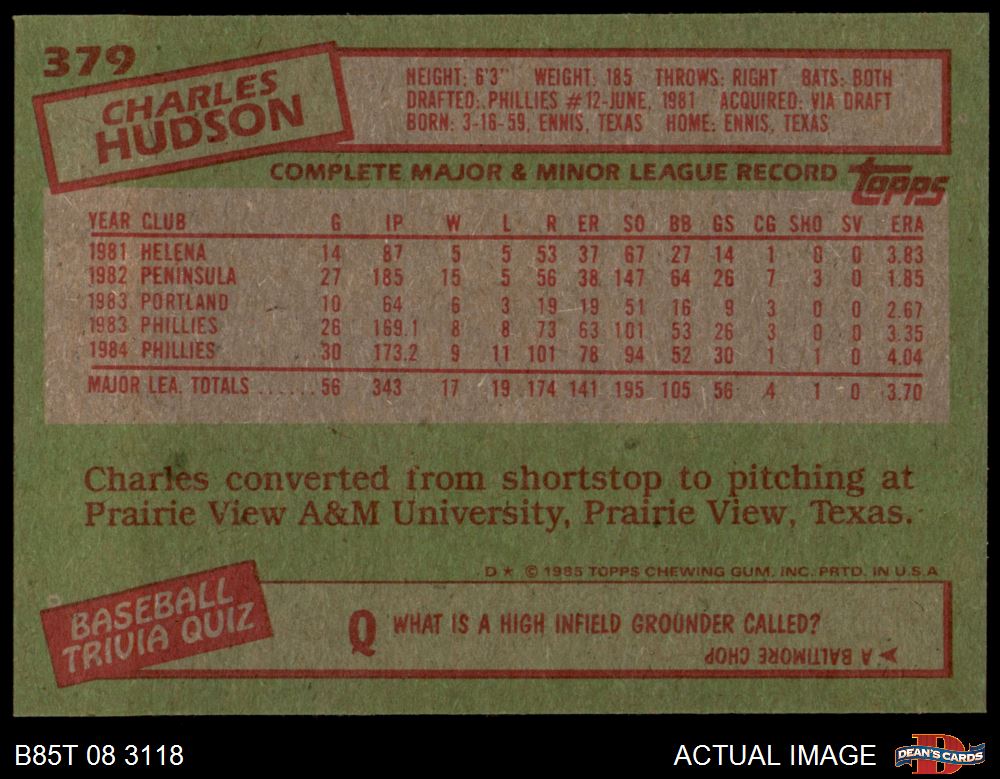 379
CHARLES
HUDSON
HEIGHT: 6'3" WEIGHT: 185 THROWS: RIGHT BATS: BOTH
DRAFTED: PHILLIES #12-JUNE, 1981 ACQUIRED: VIA DRAFT
BORN: 3-16-59, ENNIS, TEXAS HOME: ENNIS, TEXAS
COMPLETE MAJOR & MINOR LEAGUE RECORD topps
YEAR CLUB G IP W L R ER SO BB GS CG SHO SV ERA
1981 HELENA 14 87 5 5 53 37 67 27 14 1 0 0 3.83
1982 PENINSULA 27 185 15 5 56 38 147 64 26 7 3 0 1.85
1983 PORTLAND 10 64 6 3 19 19 51 16 9 3 0 0 2.67
1983 PHILLIES 26 169.1 8 8 73 63 101 53 26 3 0 0 3.35
1984 PHILLIES 30 173.2 9 11 101 78 94 52 30 1 1 0 4.04
MAJOR LEA. TOTALS ...... 56 343 17 19 174 141 195 105 56 4 1 0 3.70
Charles converted from shortstop to pitching at
Prairie View A&M University, Prairie View, Texas.
D* © 1985 TOPPS CHEWING GUM, INC. PRTD. IN U.S.A
BASEBALL
TRIVIA QUIZ
Q WHAT IS A HIGH INFIELD GROUNDER CALLED?
A BALTIMORE CHOP
B85T 08 3118 ACTUAL IMAGE DEAN'S CARDS